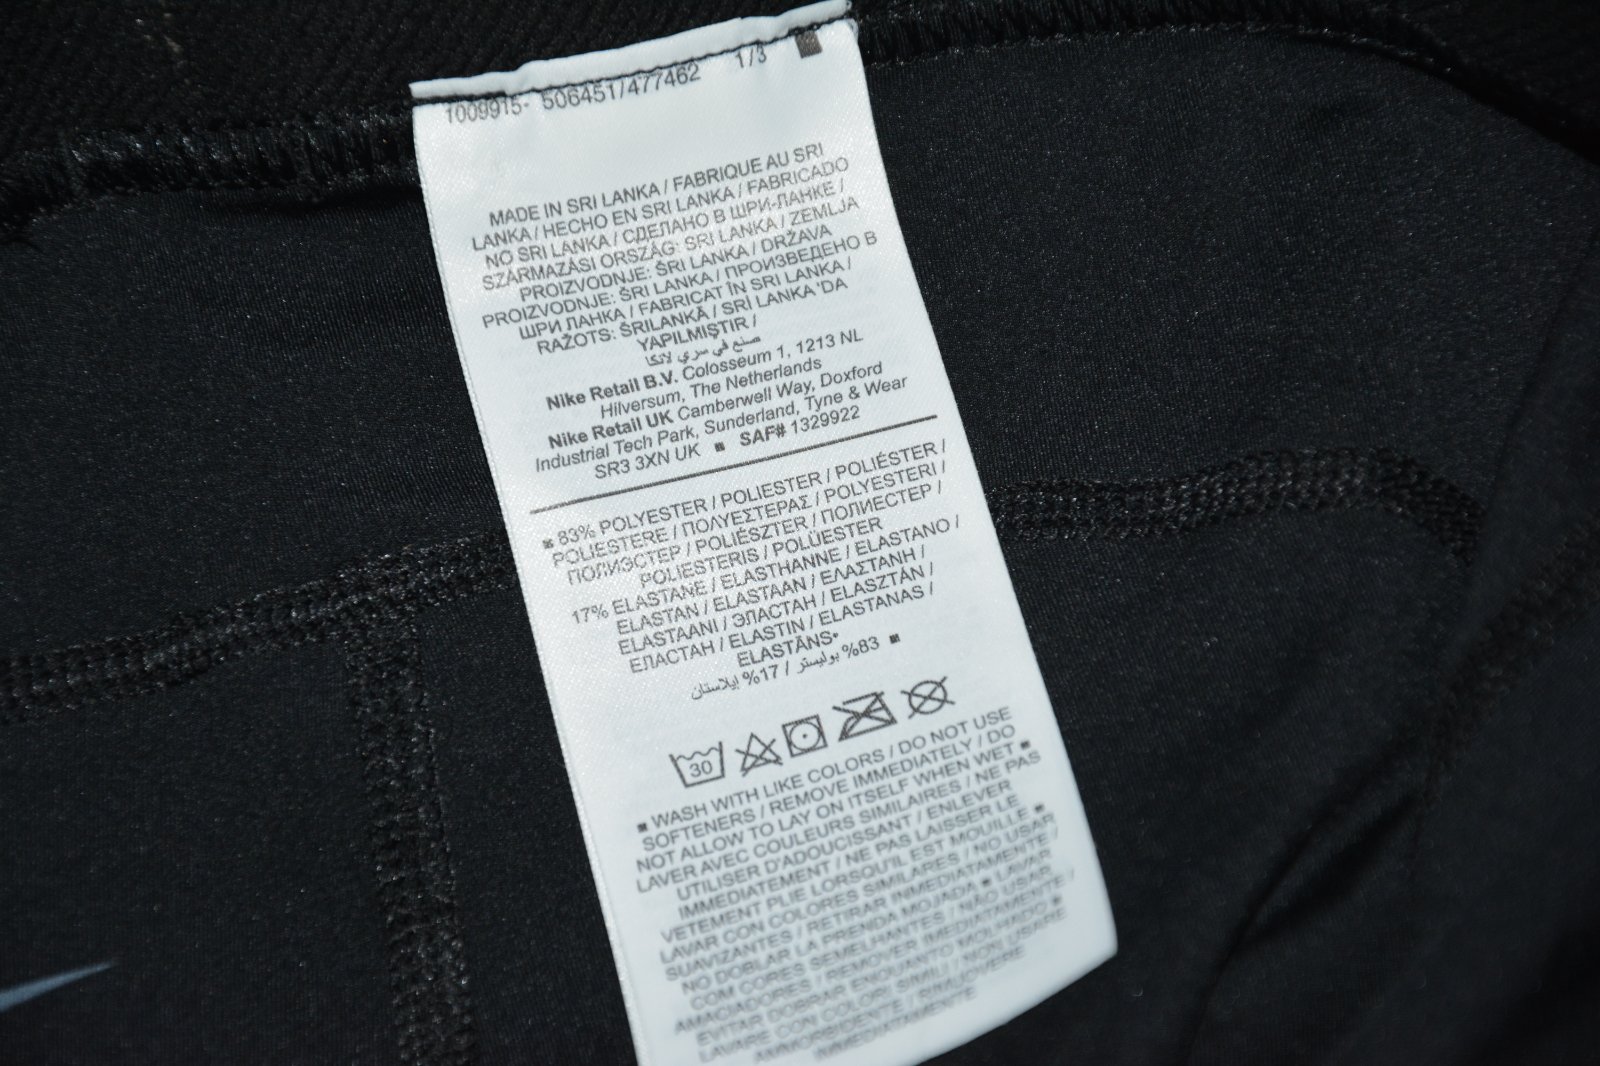 1009915- 506451/477462 1/3
MADE IN SRI LANKA / FABRIQUE AU SRI
LANKA / HECHO EN SRI LANKA / FABRICADO
NO SRI LANKA / СДЕЛАНО В ШРИ-ЛАНКЕ /
SZÁRMAZÁSI ORSZÁG: SRI LANKA / ZEMLJA
PROIZVODNJE: ŠRI LANKA / DRŽAVA
PROIZVODNJE: ŠRI LANKA / ПРОИЗВЕДЕНО В
ШРИ ЛАНКА / FABRICAT ÎN SRI LANKA /
RAŽOTS: ŠRILANKĀ / SRİ LANKA 'DA
YAPILMIŞTIR /
صنع في سري لانكا
Nike Retail B.V. Colosseum 1, 1213 NL
Hilversum, The Netherlands
Nike Retail UK Camberwell Way, Doxford
Industrial Tech Park, Sunderland, Tyne & Wear
SR3 3XN UK ▪ SAF# 1329922
▪ 83% POLYESTER / POLIESTER / POLIÉSTER /
POLIESTERE / ΠΟΛΥΕΣΤΕΡΑΣ / POLYESTERI /
ПОЛИЭСТЕР / POLIÉSZTER / ПОЛИЕСТЕР /
POLIESTERIS / POLÜESTER
17% ELASTANE / ELASTHANNE / ELASTANO /
ELASTAN / ELASTAAN / ΕΛΑΣΤΑΝΗ /
ELASTAANI / ЭЛАСТАН / ELASZTÁN /
ЕЛАСТАН / ELASTIN / ELASTANAS /
ELASTĀNS•
83% بوليستر / 17% إيلاستان ▪
30
▪ WASH WITH LIKE COLORS / DO NOT USE
SOFTENERS / REMOVE IMMEDIATELY / DO
NOT ALLOW TO LAY ON ITSELF WHEN WET ▪
LAVER AVEC COULEURS SIMILAIRES / NE PAS
UTILISER D'ADOUCISSANT / ENLEVER
IMMEDIATEMENT / NE PAS LAISSER LE
VETEMENT PLIE LORSQU'IL EST MOUILLE ▪
LAVAR CON COLORES SIMILARES / NO USAR
SUAVIZANTES / RETIRAR INMEDIATAMENTE /
NO DOBLAR LA PRENDA MOJADA ▪ LAVAR
COM CORES SEMELHANTES / NÃO USAR
AMACIADORES / REMOVER IMEDIATAMENTE /
EVITAR DOBRAR ENQUANTO MOLHADO ▪
LAVARE CON COLORI SIMILI / NON USARE
AMMORBIDENTE / RIMUOVERE
IMMEDIATAMENTE